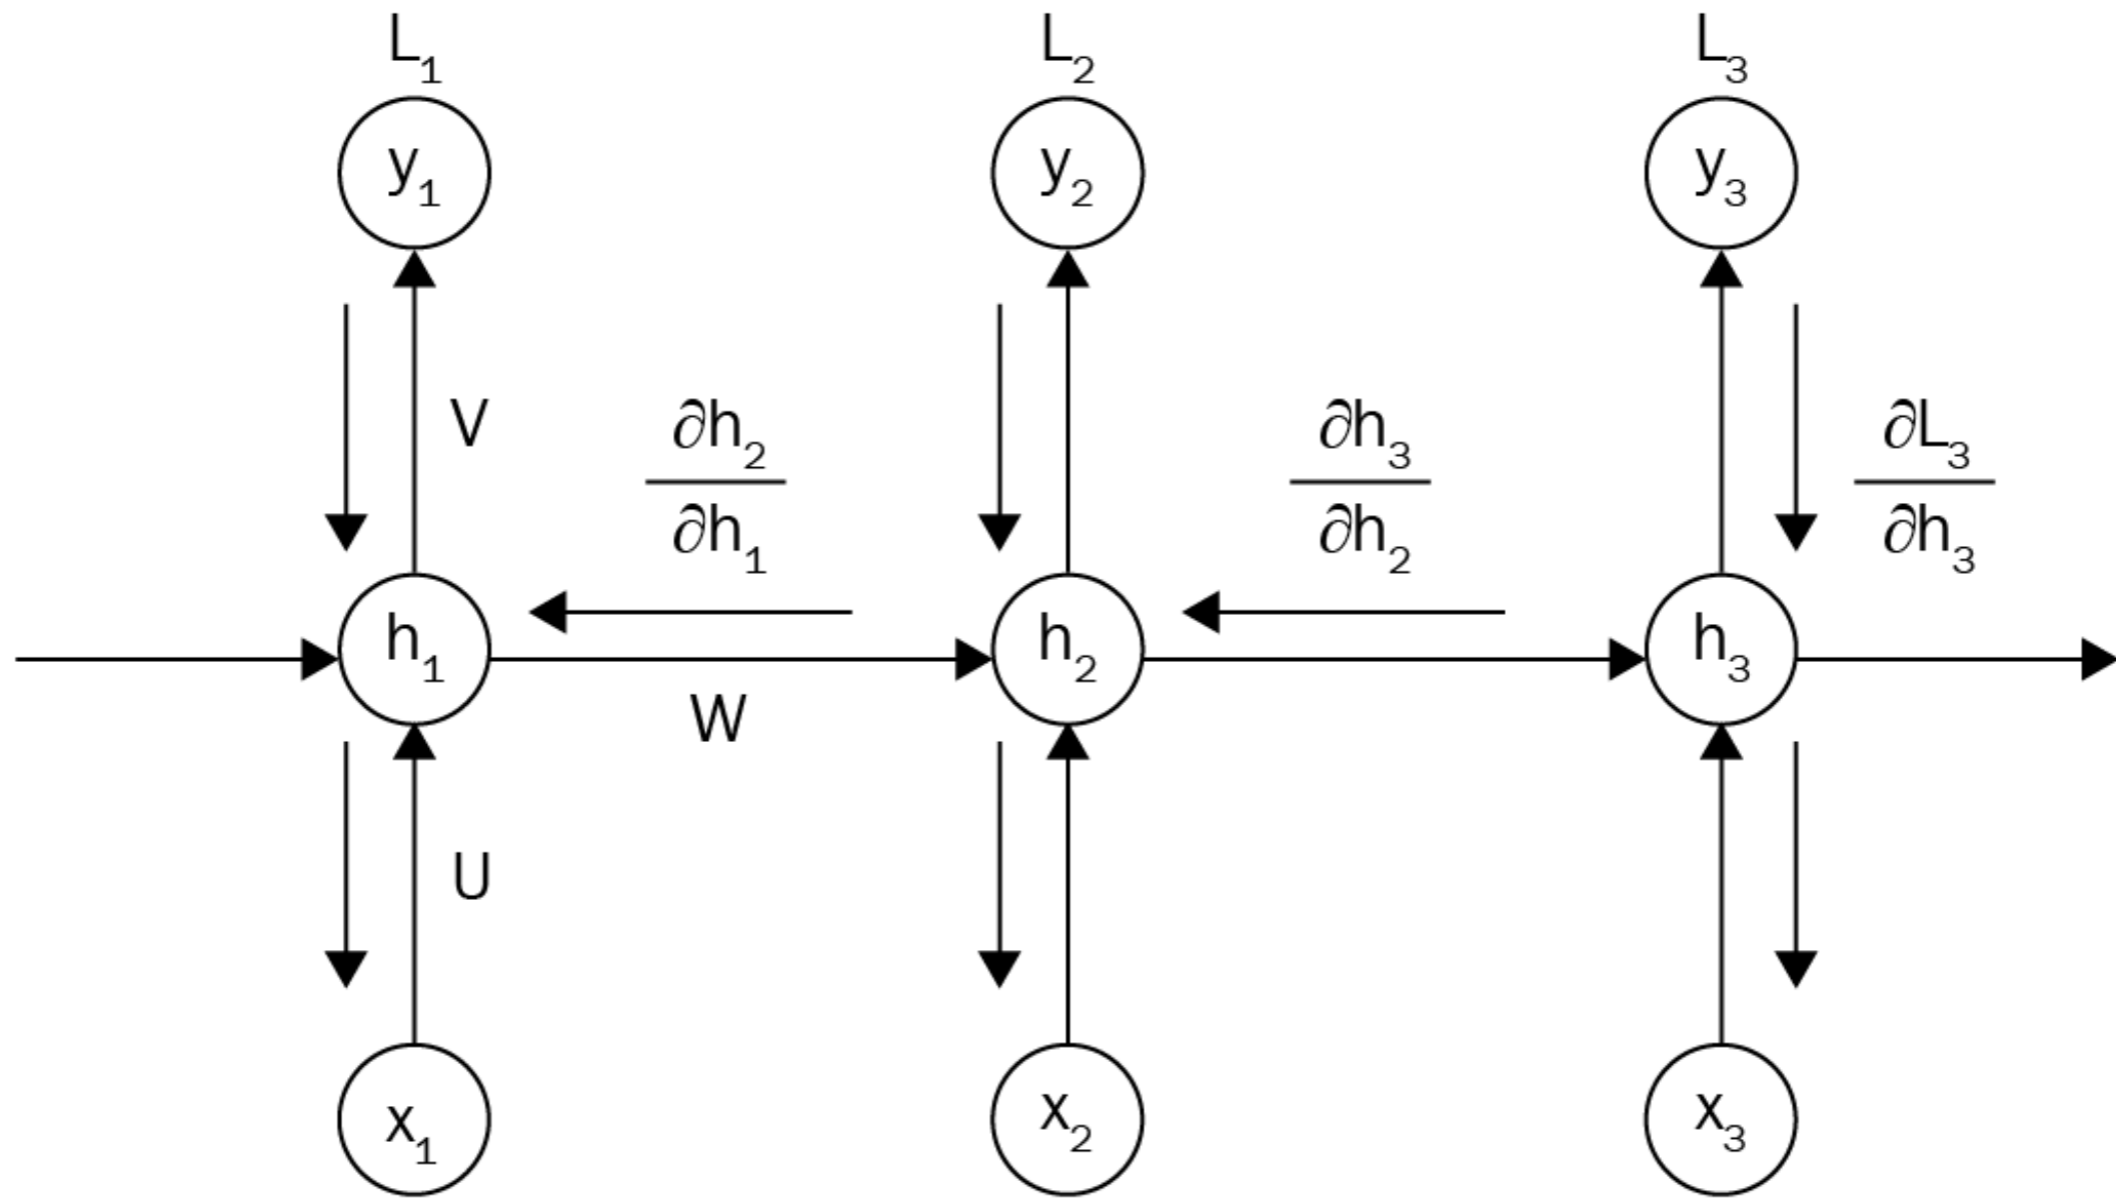 L₁ L₂ L₃
y₁ y₂ y₃
V ∂h₂/∂h₁ ∂h₃/∂h₂ ∂L₃/∂h₃
h₁ h₂ h₃
W
U
x₁ x₂ x₃